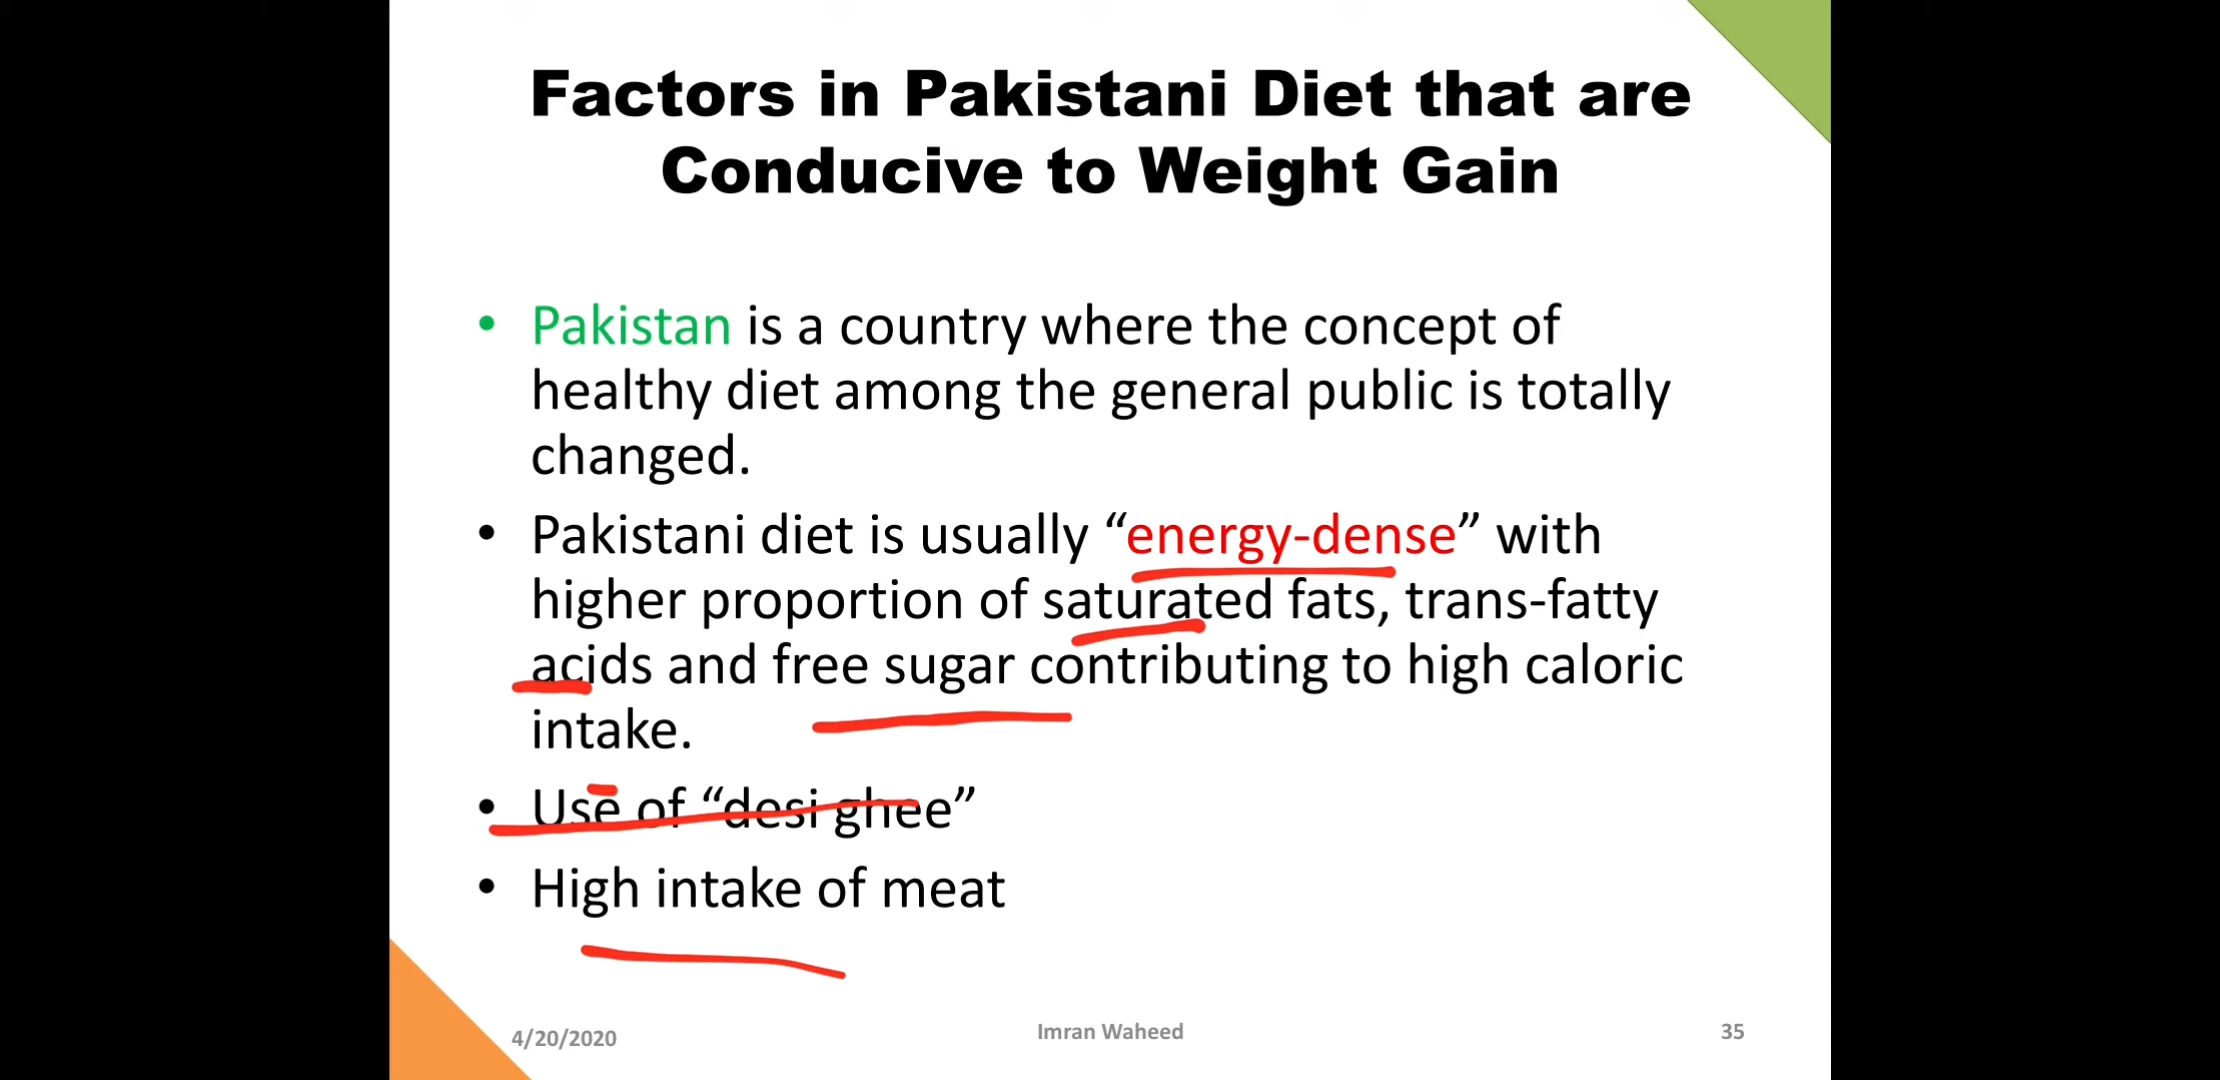 Factors in Pakistani Diet that are
Conducive to Weight Gain
• Pakistan is a country where the concept of
healthy diet among the general public is totally
changed.
• Pakistani diet is usually “energy-dense” with
higher proportion of saturated fats, trans-fatty
acids and free sugar contributing to high caloric
intake.
• Use of “desi ghee”
• High intake of meat
4/20/2020
Imran Waheed
35